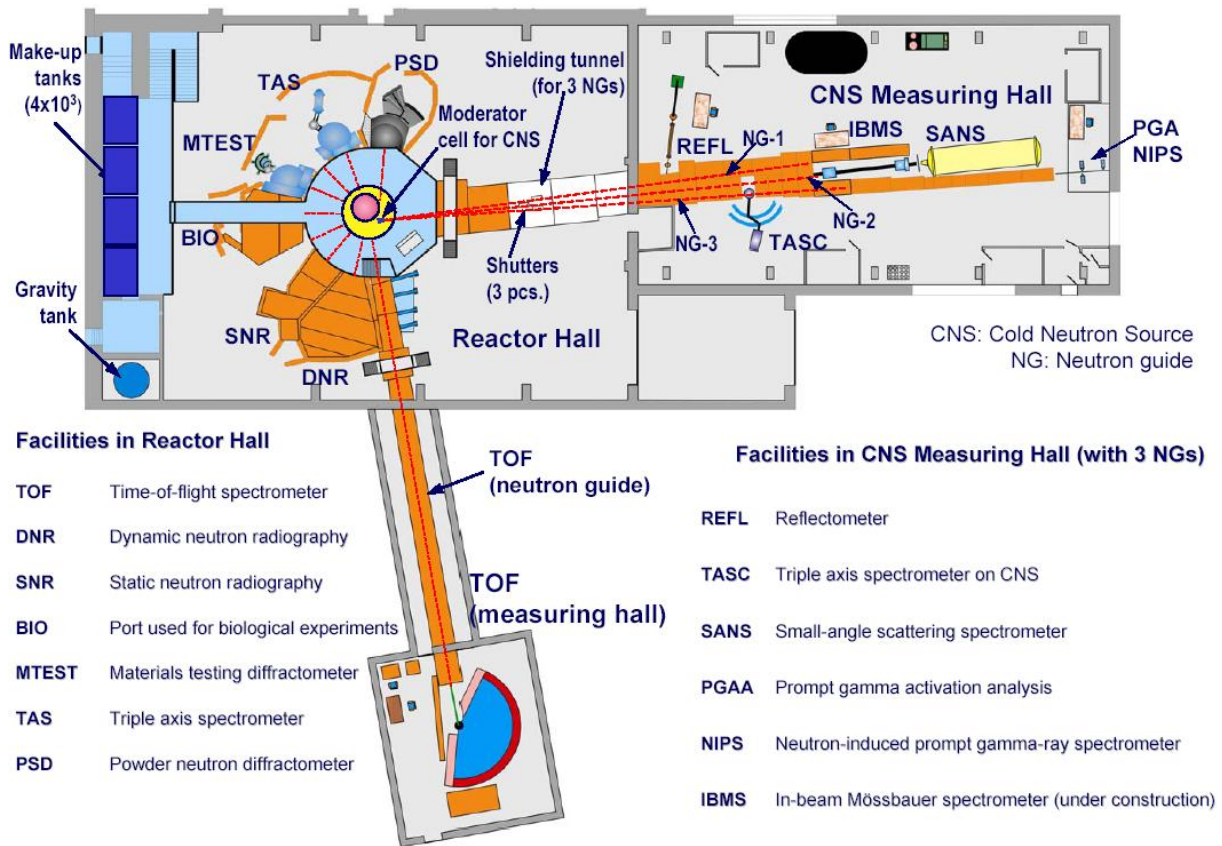 Make-up
tanks
(4x10³)
TAS
PSD
Shielding tunnel
(for 3 NGs)
Moderator
cell for CNS
MTEST
BIO
Gravity
tank
SNR
DNR
Shutters
(3 pcs.)
Reactor Hall
CNS Measuring Hall
REFL
NG-1
IBMS
SANS
PGA
NIPS
NG-2
NG-3
TASC
CNS: Cold Neutron Source
NG: Neutron guide
TOF
(neutron guide)
TOF
(measuring hall)
Facilities in Reactor Hall
TOF Time-of-flight spectrometer
DNR Dynamic neutron radiography
SNR Static neutron radiography
BIO Port used for biological experiments
MTEST Materials testing diffractometer
TAS Triple axis spectrometer
PSD Powder neutron diffractometer
Facilities in CNS Measuring Hall (with 3 NGs)
REFL Reflectometer
TASC Triple axis spectrometer on CNS
SANS Small-angle scattering spectrometer
PGAA Prompt gamma activation analysis
NIPS Neutron-induced prompt gamma-ray spectrometer
IBMS In-beam Mössbauer spectrometer (under construction)